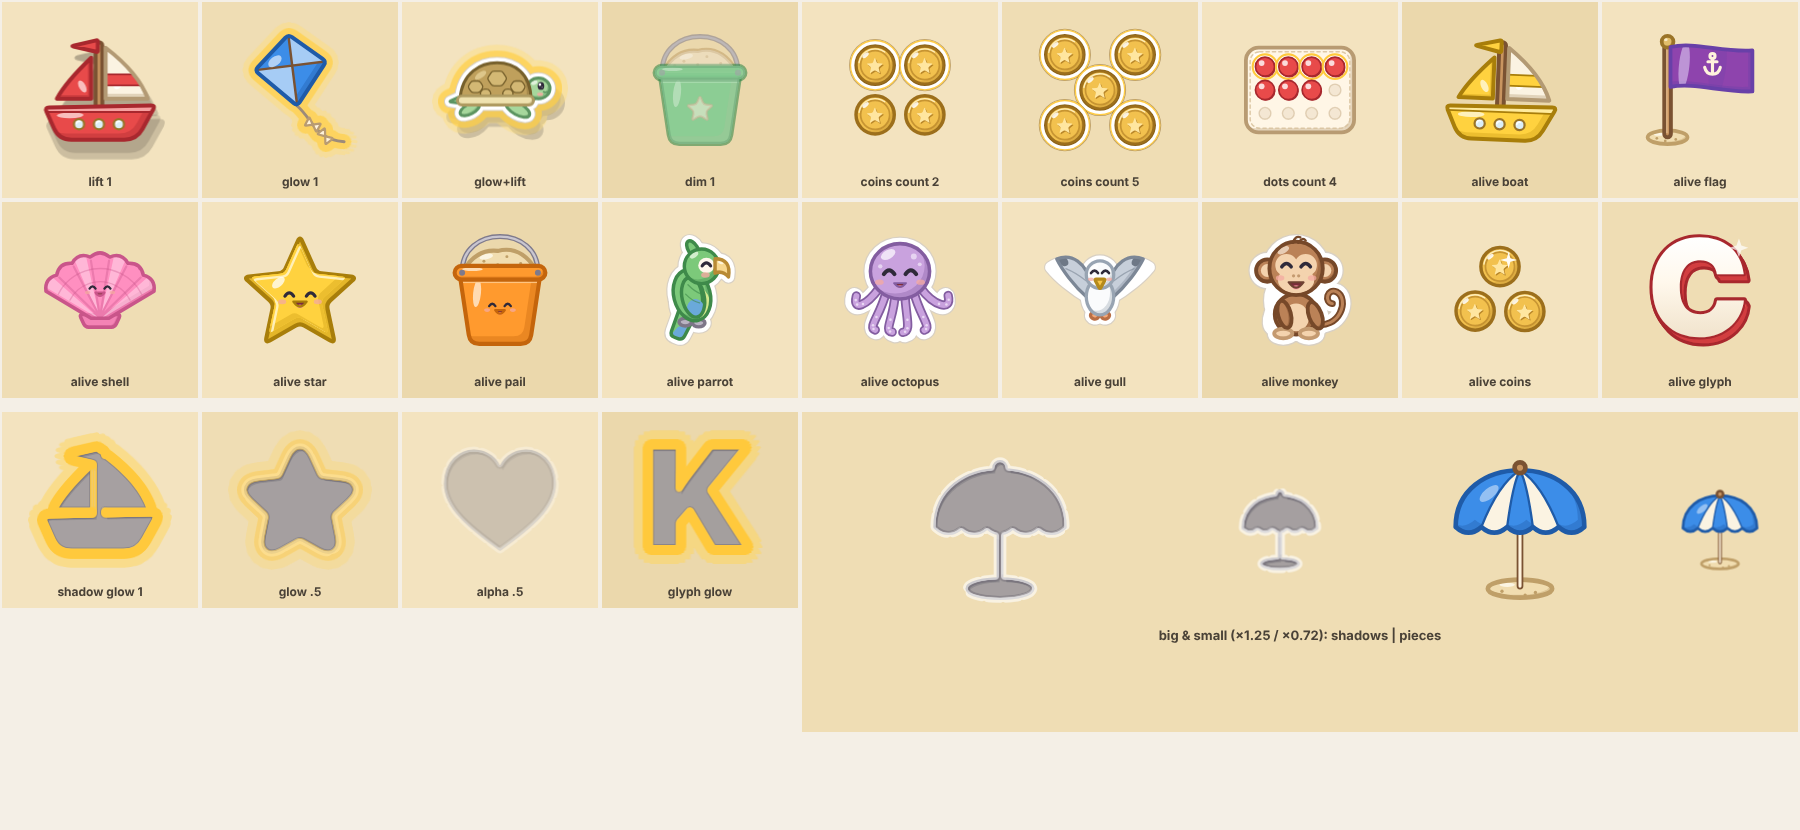 lift 1
glow 1
glow+lift
dim 1
coins count 2
coins count 5
dots count 4
alive boat
alive flag
alive shell
alive star
alive pail
alive parrot
alive octopus
alive gull
alive monkey
alive coins
C
alive glyph
shadow glow 1
glow .5
alpha .5
K
glyph glow
big & small (×1.25 / ×0.72): shadows | pieces